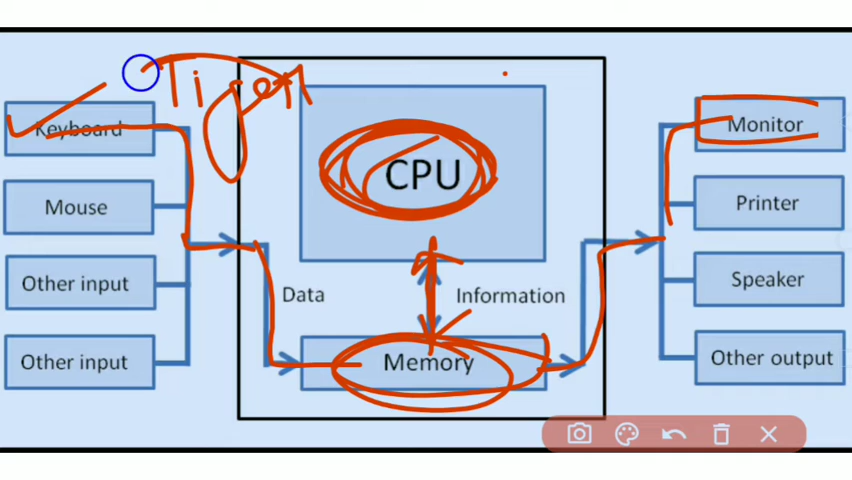 Tiger
Keyboard
Mouse
Other input
Other input
CPU
Data
Information
Memory
Monitor
Printer
Speaker
Other output